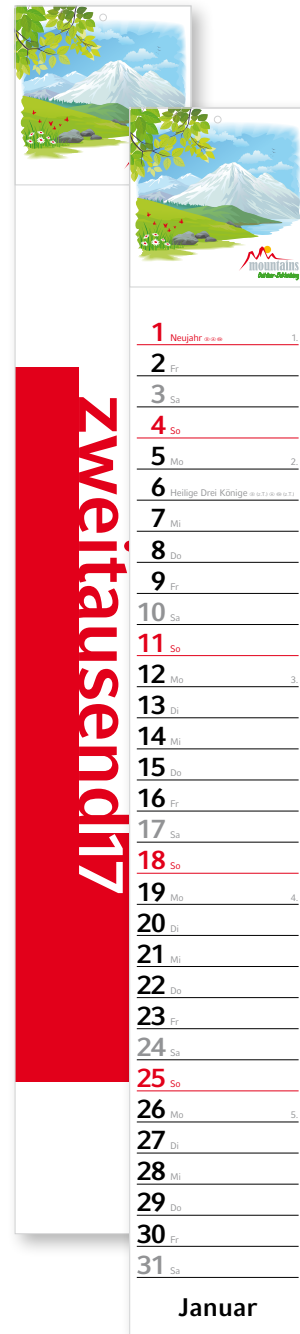 zweitausend17
mountains
1 Neujahr 1.
2 Fr
3 Sa
4 So
5 Mo 2.
6 Heilige Drei Könige
7 Mi
8 Do
9 Fr
10 Sa
11 So
12 Mo 3.
13 Di
14 Mi
15 Do
16 Fr
17 Sa
18 So
19 Mo 4.
20 Di
21 Mi
22 Do
23 Fr
24 Sa
25 So
26 Mo 5.
27 Di
28 Mi
29 Do
30 Fr
31 Sa
Januar